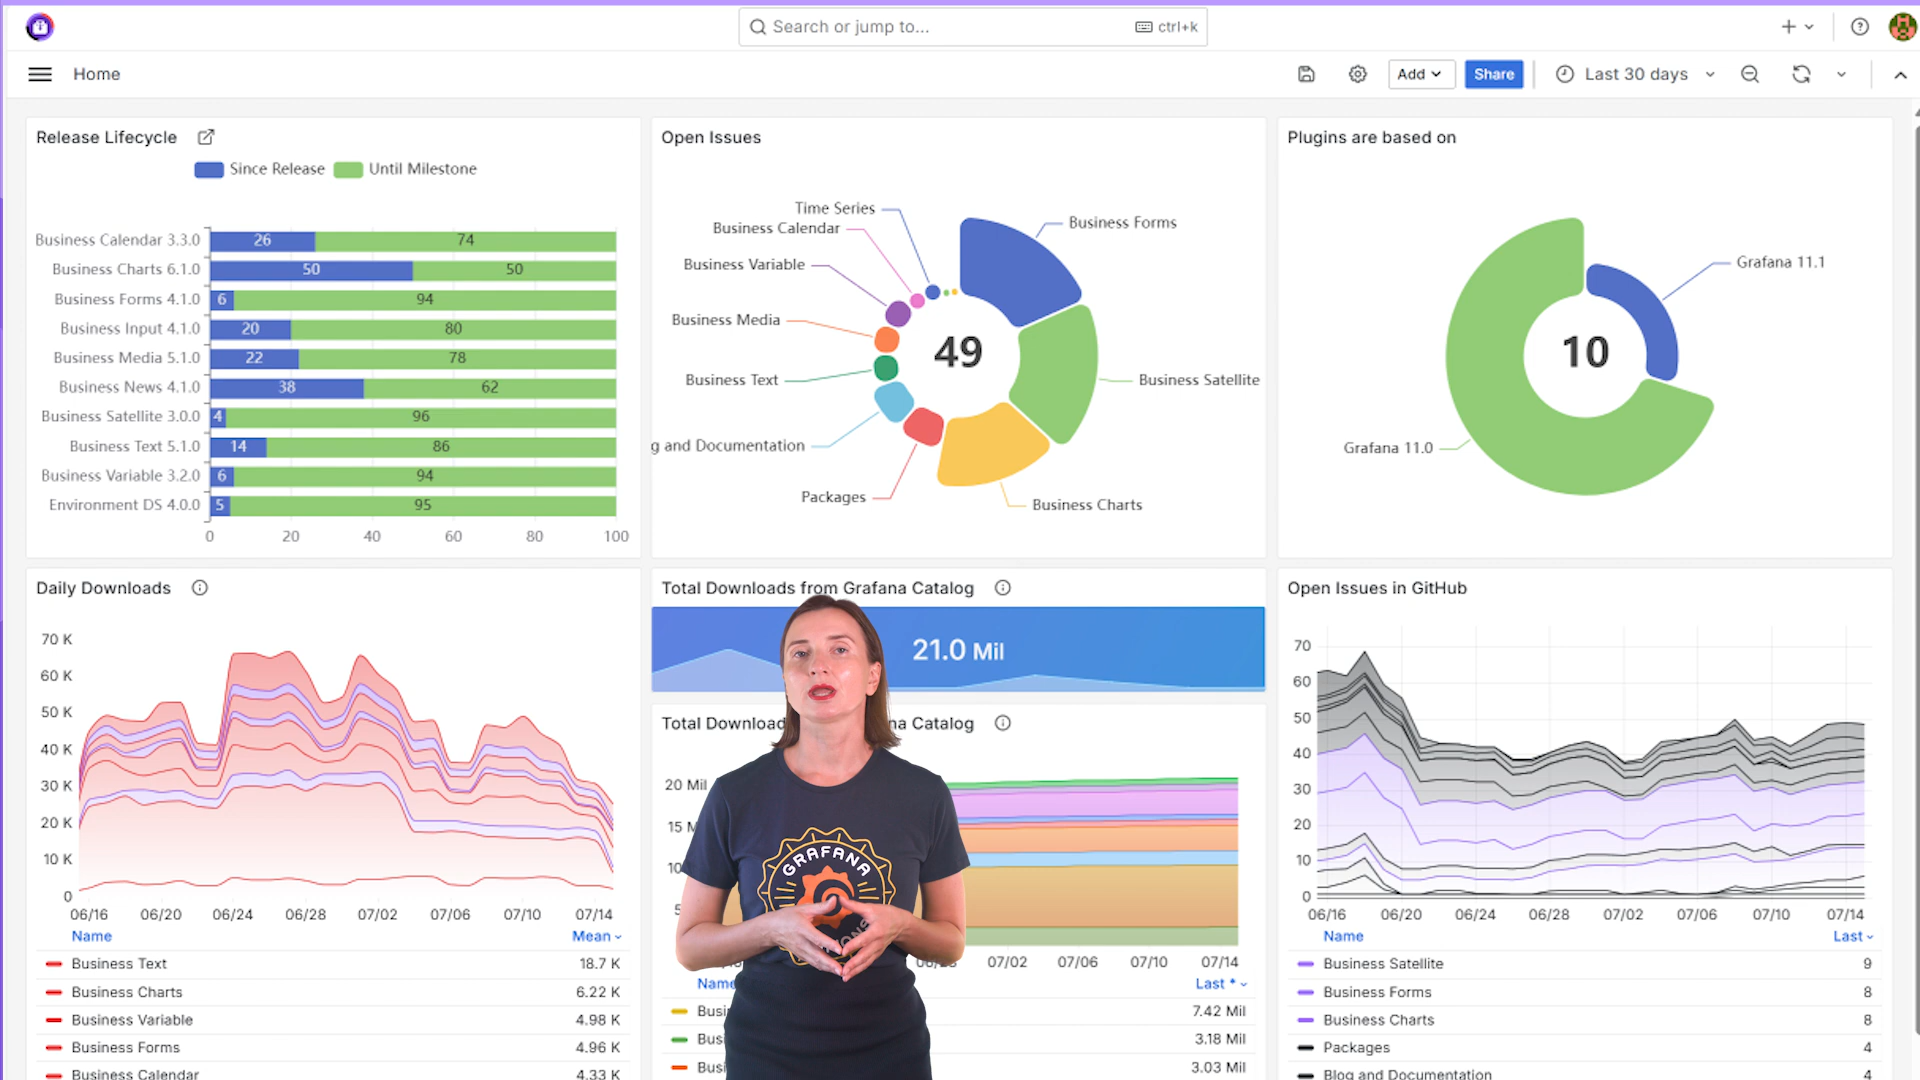 Search or jump to...
ctrl+k
Home
Add
Share
Last 30 days
Release Lifecycle
Since Release
Until Milestone
Business Calendar 3.3.0 26 74
Business Charts 6.1.0 50 50
Business Forms 4.1.0 6 94
Business Input 4.1.0 20 80
Business Media 5.1.0 22 78
Business News 4.1.0 38 62
Business Satellite 3.0.0 4 96
Business Text 5.1.0 14 86
Business Variable 3.2.0 6 94
Environment DS 4.0.0 5 95
0 20 40 60 80 100
Open Issues
Time Series
Business Calendar
Business Variable
Business Media
Business Text
g and Documentation
Packages
Business Forms
Business Satellite
Business Charts
49
Plugins are based on
Grafana 11.1
Grafana 11.0
10
Daily Downloads
70 K
60 K
50 K
40 K
30 K
20 K
10 K
0
06/16 06/20 06/24 06/28 07/02 07/06 07/10 07/14
Name Mean
Business Text 18.7 K
Business Charts 6.22 K
Business Variable 4.98 K
Business Forms 4.96 K
Business Calendar 4.33 K
Total Downloads from Grafana Catalog
21.0 Mil
Total Download na Catalog
20 Mil
15 M
10
5
07/02 07/06 07/10 07/14
Name Last *
Busi 7.42 Mil
Bus 3.18 Mil
Busi 3.03 Mil
GRAFANA
Open Issues in GitHub
70
60
50
40
30
20
10
0
06/16 06/20 06/24 06/28 07/02 07/06 07/10 07/14
Name Last
Business Satellite 9
Business Forms 8
Business Charts 8
Packages 4
Blog and Documentation 4